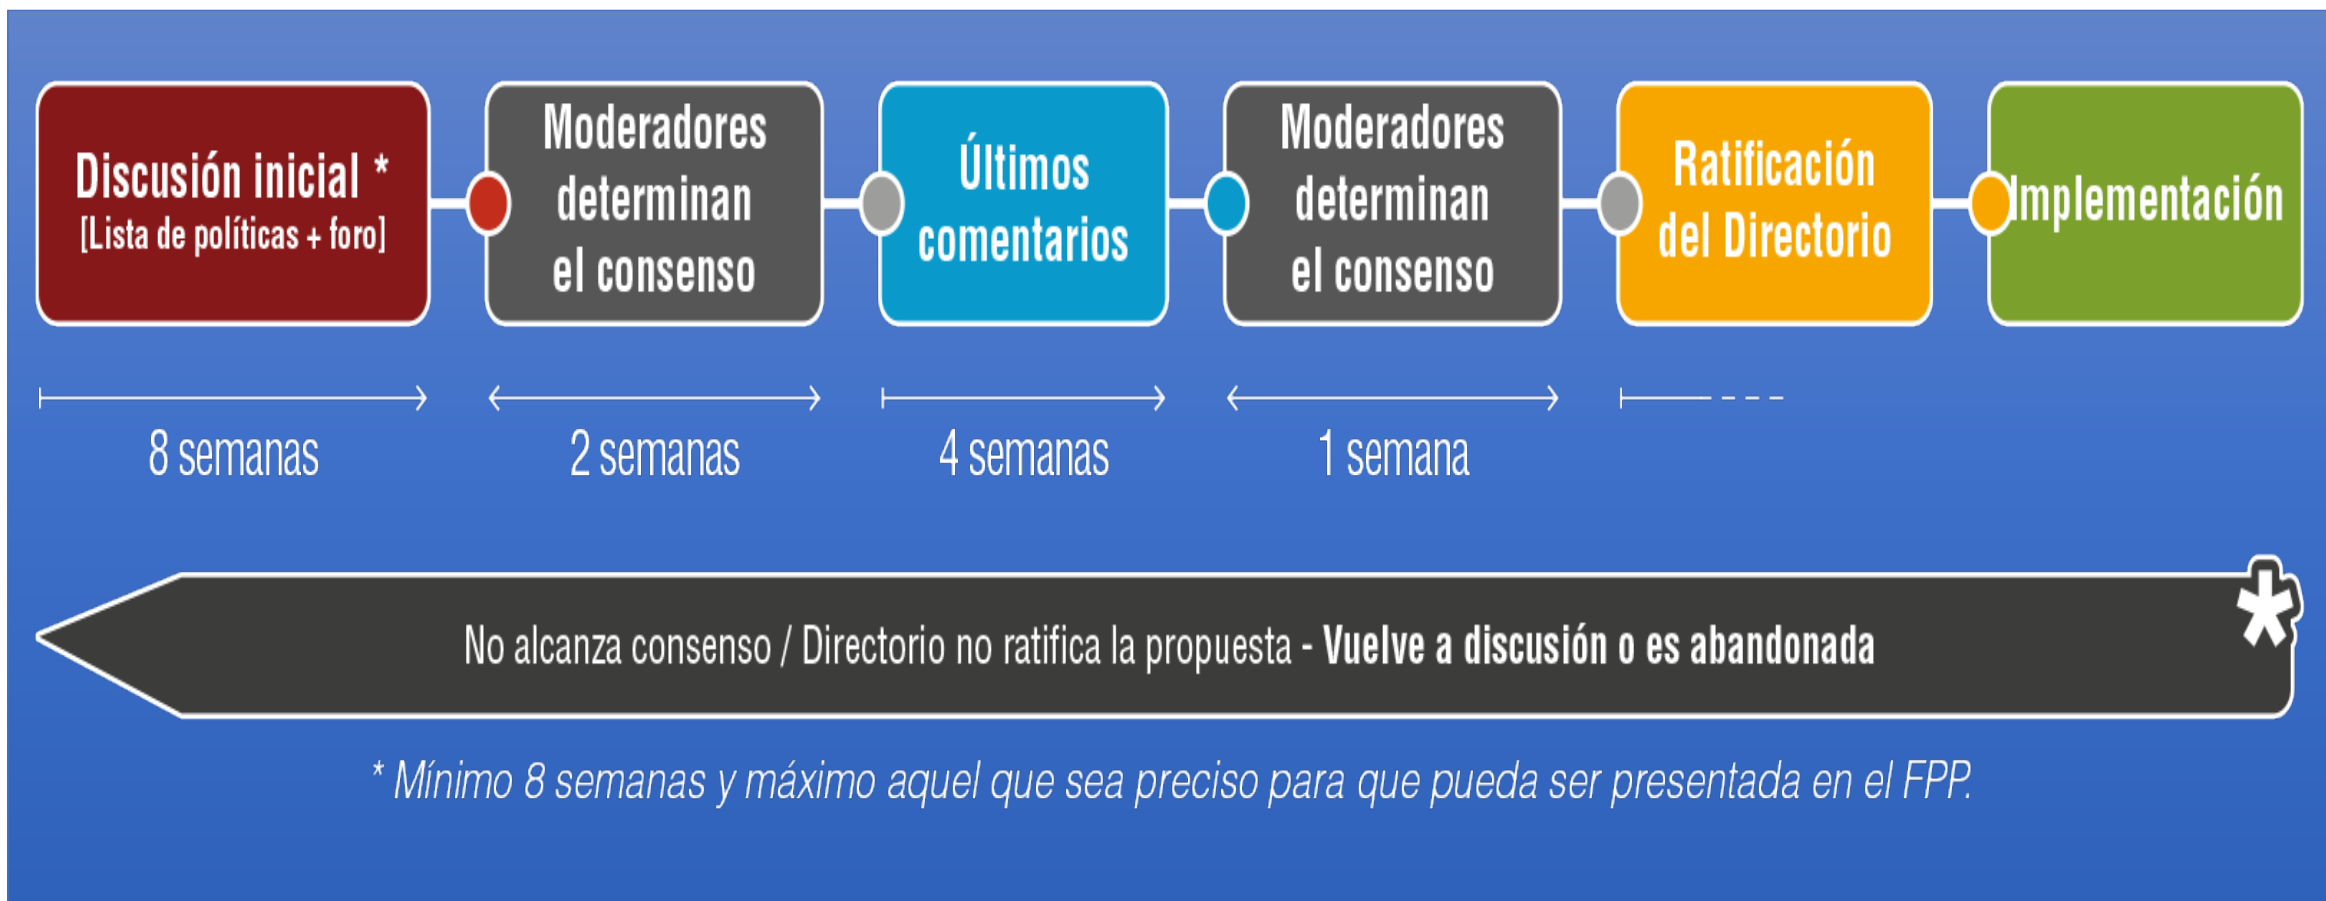 Discusión inicial *
[Lista de políticas + foro]
Moderadores
determinan
el consenso
Últimos
comentarios
Moderadores
determinan
el consenso
Ratificación
del Directorio
Implementación
8 semanas
2 semanas
4 semanas
1 semana
No alcanza consenso / Directorio no ratifica la propuesta - Vuelve a discusión o es abandonada
*
* Mínimo 8 semanas y máximo aquel que sea preciso para que pueda ser presentada en el FPP.